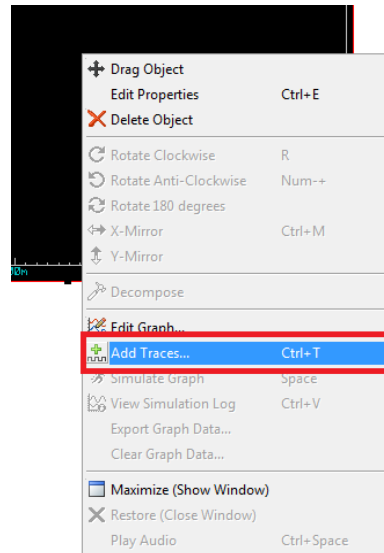 Drag Object
Edit Properties Ctrl+E
Delete Object
Rotate Clockwise R
Rotate Anti-Clockwise Num-+
Rotate 180 degrees
X-Mirror Ctrl+M
Y-Mirror
Decompose
Edit Graph...
Add Traces... Ctrl+T
Simulate Graph Space
View Simulation Log Ctrl+V
Export Graph Data...
Clear Graph Data...
Maximize (Show Window)
Restore (Close Window)
Play Audio Ctrl+Space